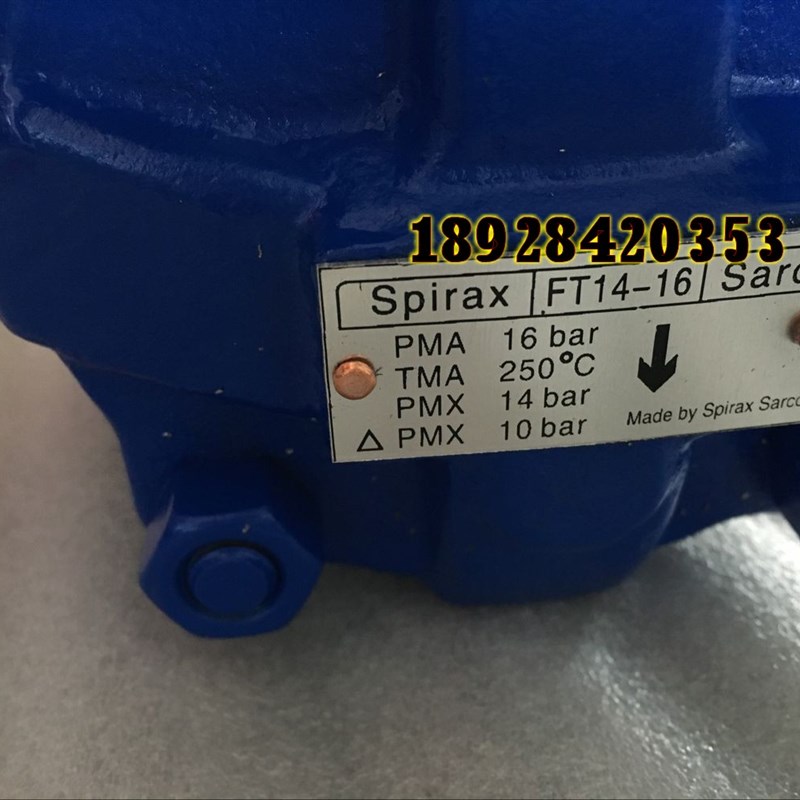 18928420353
Spirax FT14-16 Sarco
PMA 16 bar
TMA 250°C
PMX 14 bar
△ PMX 10 bar
Made by Spirax Sarco